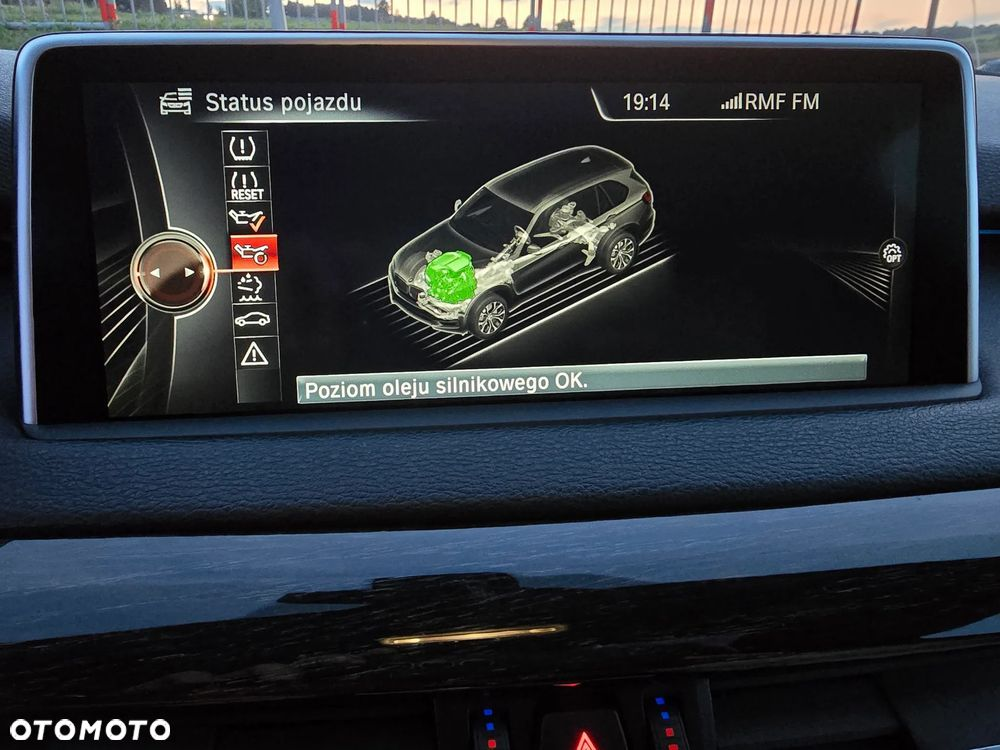 Status pojazdu
19:14
RMF FM
RESET
OPT
Poziom oleju silnikowego OK.
OTOMOTO